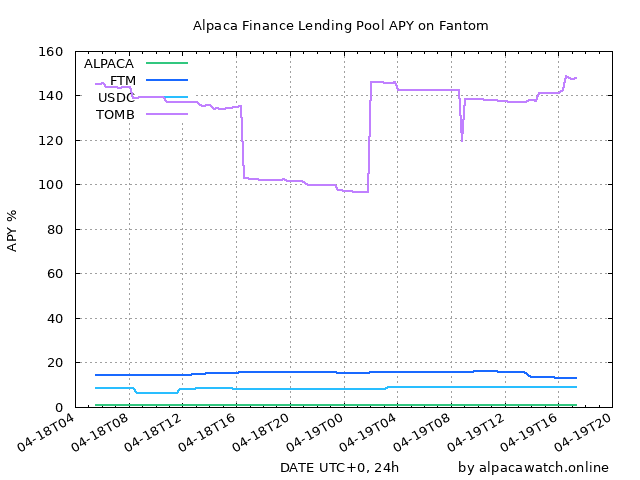 Alpaca Finance Lending Pool APY on Fantom
160
140
120
100
80
60
40
20
0
APY %
ALPACA
FTM
USDC
TOMB
04-18T04
04-18T08
04-18T12
04-18T16
04-18T20
04-19T00
04-19T04
04-19T08
04-19T12
04-19T16
04-19T20
DATE UTC+0, 24h
by alpacawatch.online